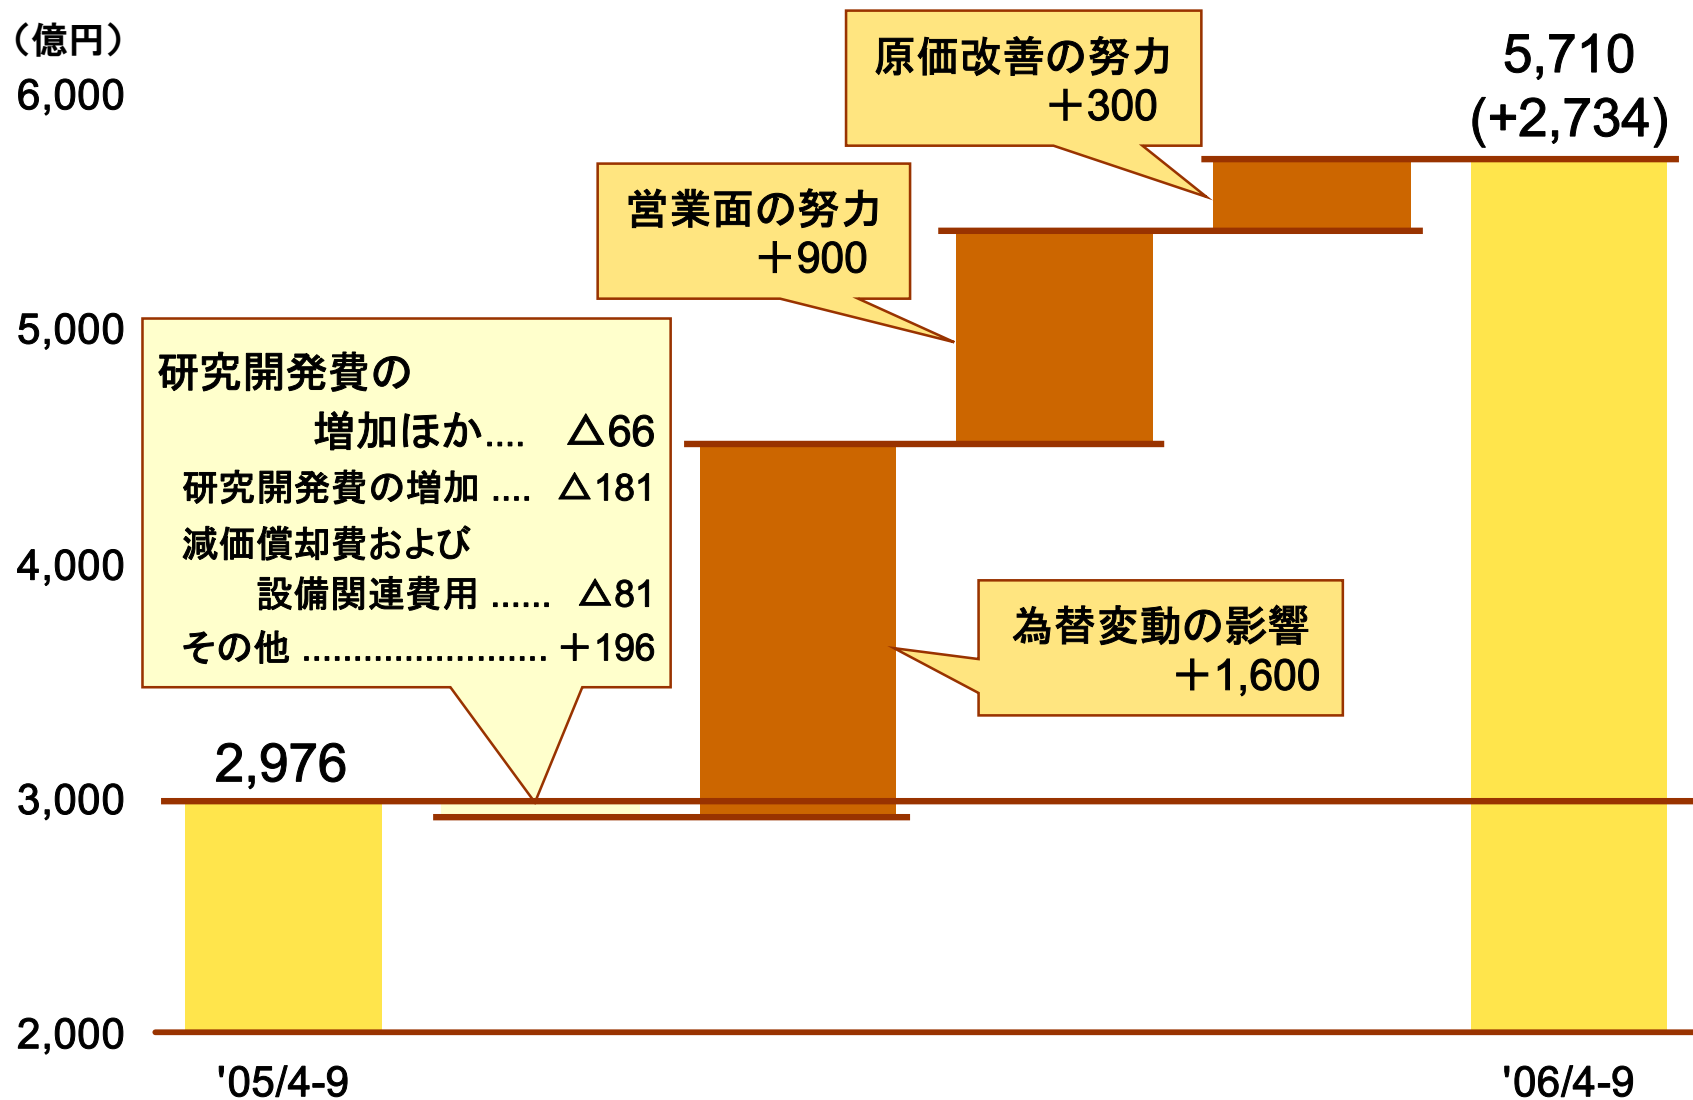 （億円）
6,000
5,000
4,000
3,000
2,000
原価改善の努力
＋300
5,710
(+2,734)
営業面の努力
＋900
研究開発費の
増加ほか.... △66
研究開発費の増加 .... △181
減価償却費および
設備関連費用 ...... △81
その他 ........................ ＋196
為替変動の影響
＋1,600
2,976
'05/4-9
'06/4-9